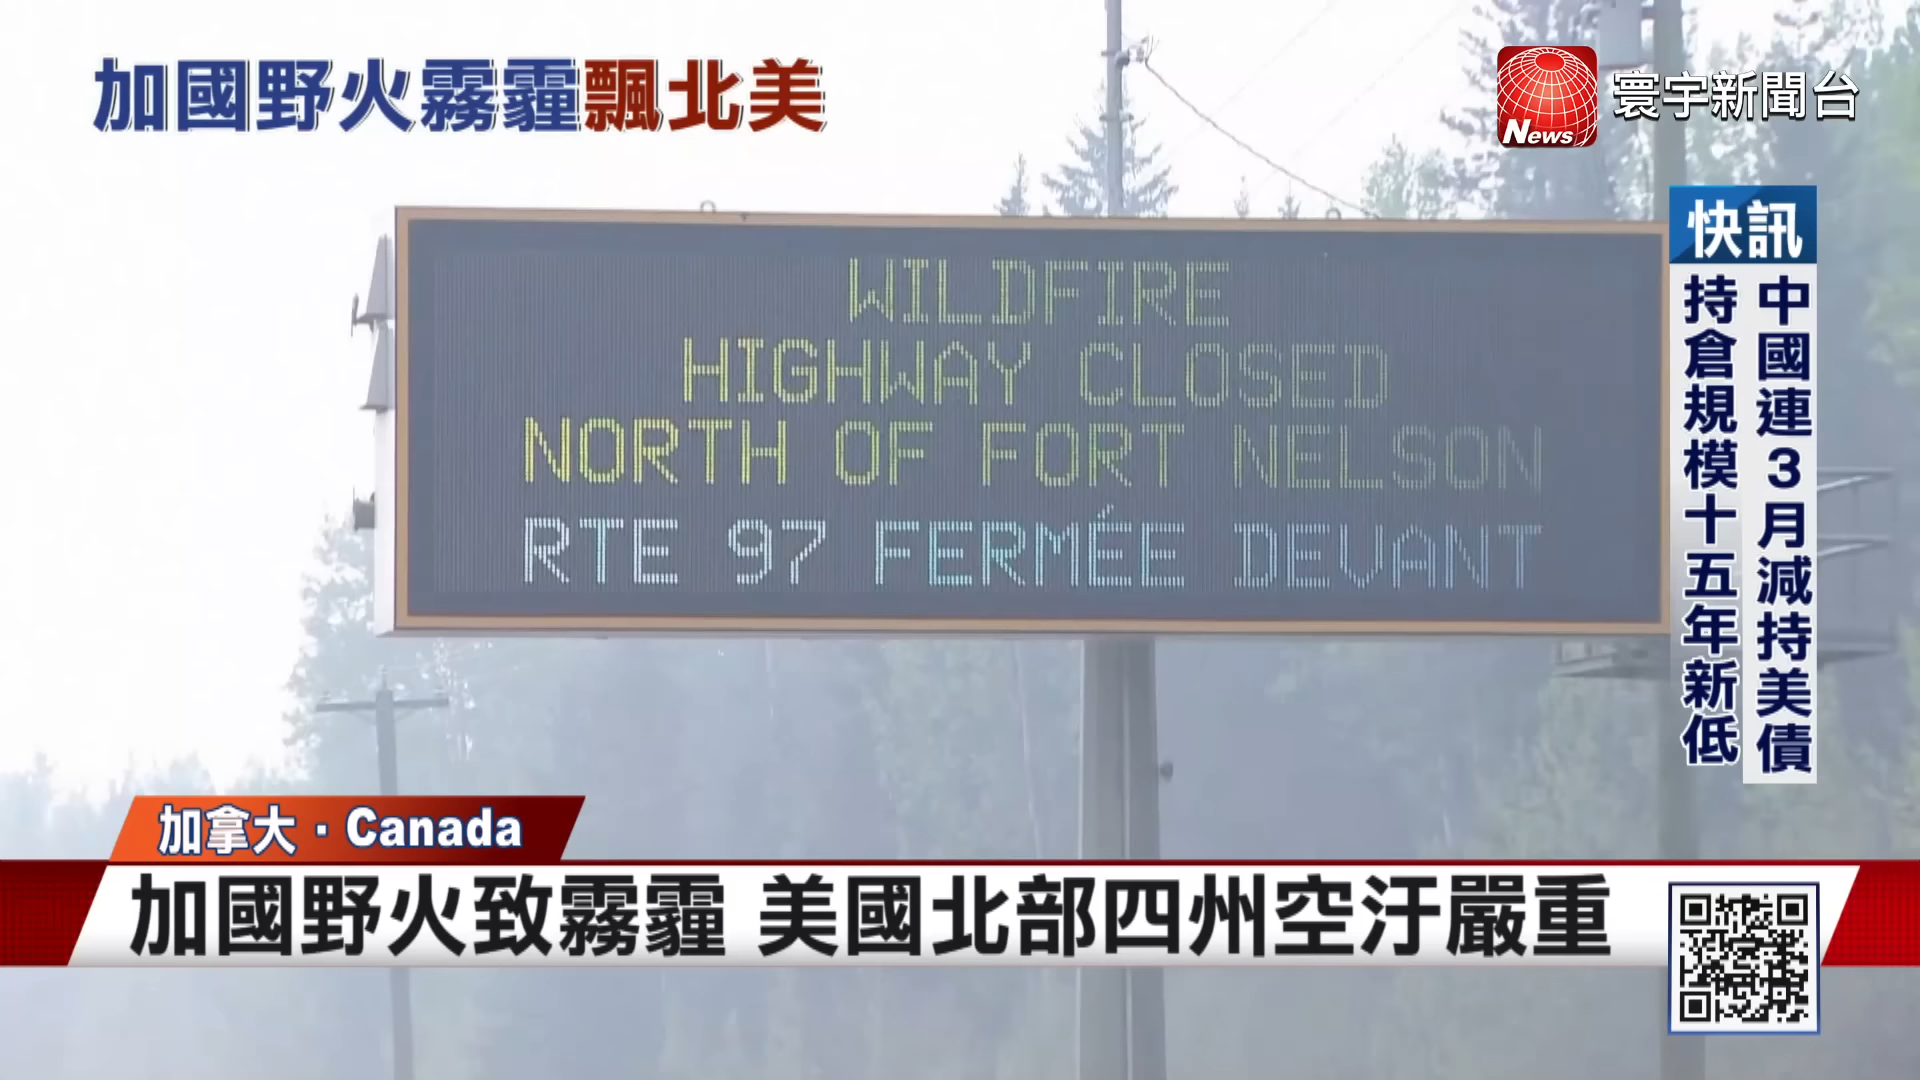 加國野火霧霾飄北美
News
寰宇新聞台
快訊
中國連3月減持美債
持倉規模十五年新低
WILDFIRE
HIGHWAY CLOSED
NORTH OF FORT NELSON
RTE 97 FERMÉE DEVANT
加拿大·Canada
加國野火致霧霾 美國北部四州空汙嚴重